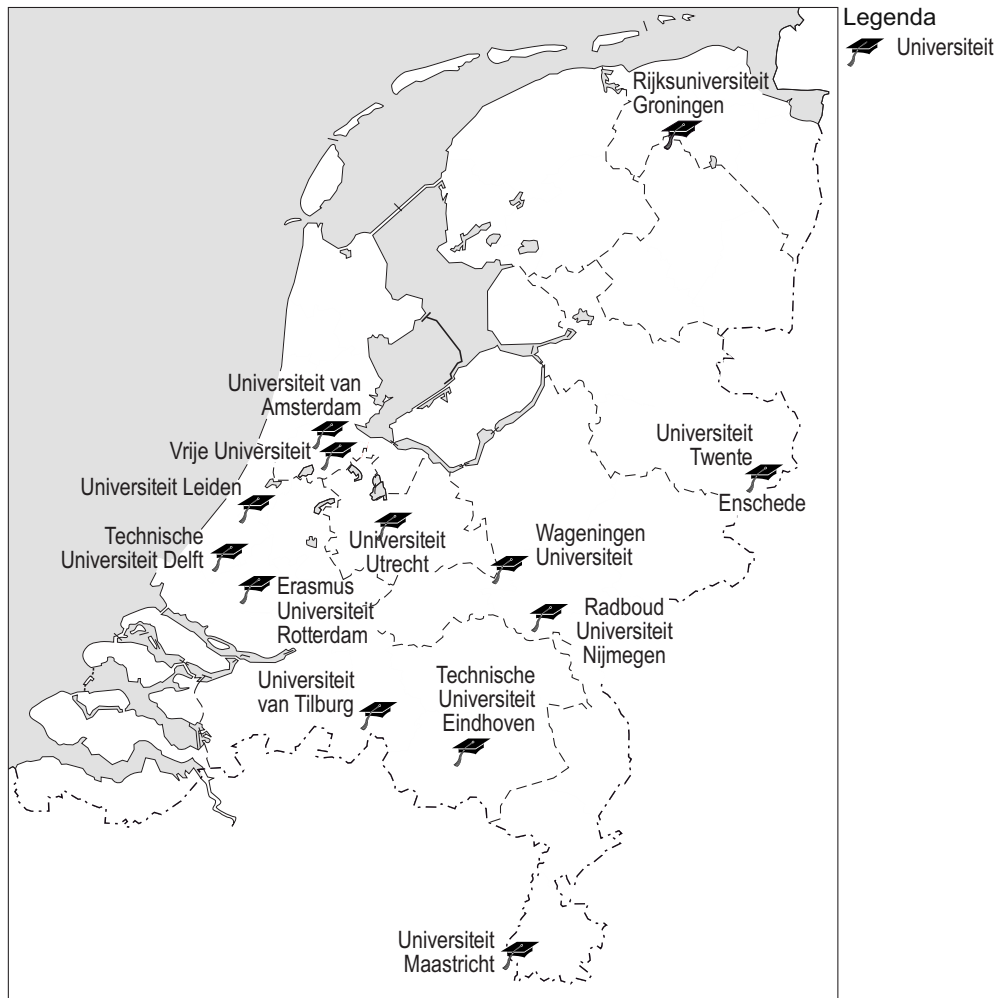 Legenda
Universiteit
Rijksuniversiteit
Groningen
Universiteit van
Amsterdam
Vrije Universiteit
Universiteit Leiden
Technische
Universiteit Delft
Erasmus
Universiteit
Rotterdam
Universiteit
Utrecht
Universiteit
Twente
Enschede
Wageningen
Universiteit
Radboud
Universiteit
Nijmegen
Universiteit
van Tilburg
Technische
Universiteit
Eindhoven
Universiteit
Maastricht